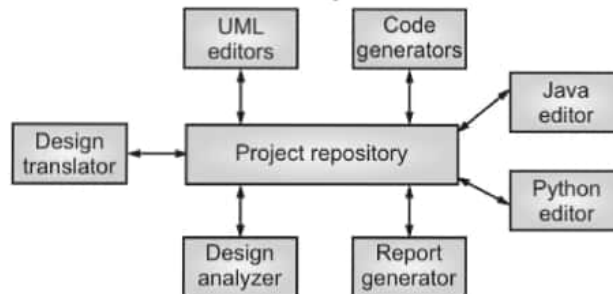 UML
editors
Code
generators
Java
editor
Design
translator
Project repository
Python
editor
Design
analyzer
Report
generator